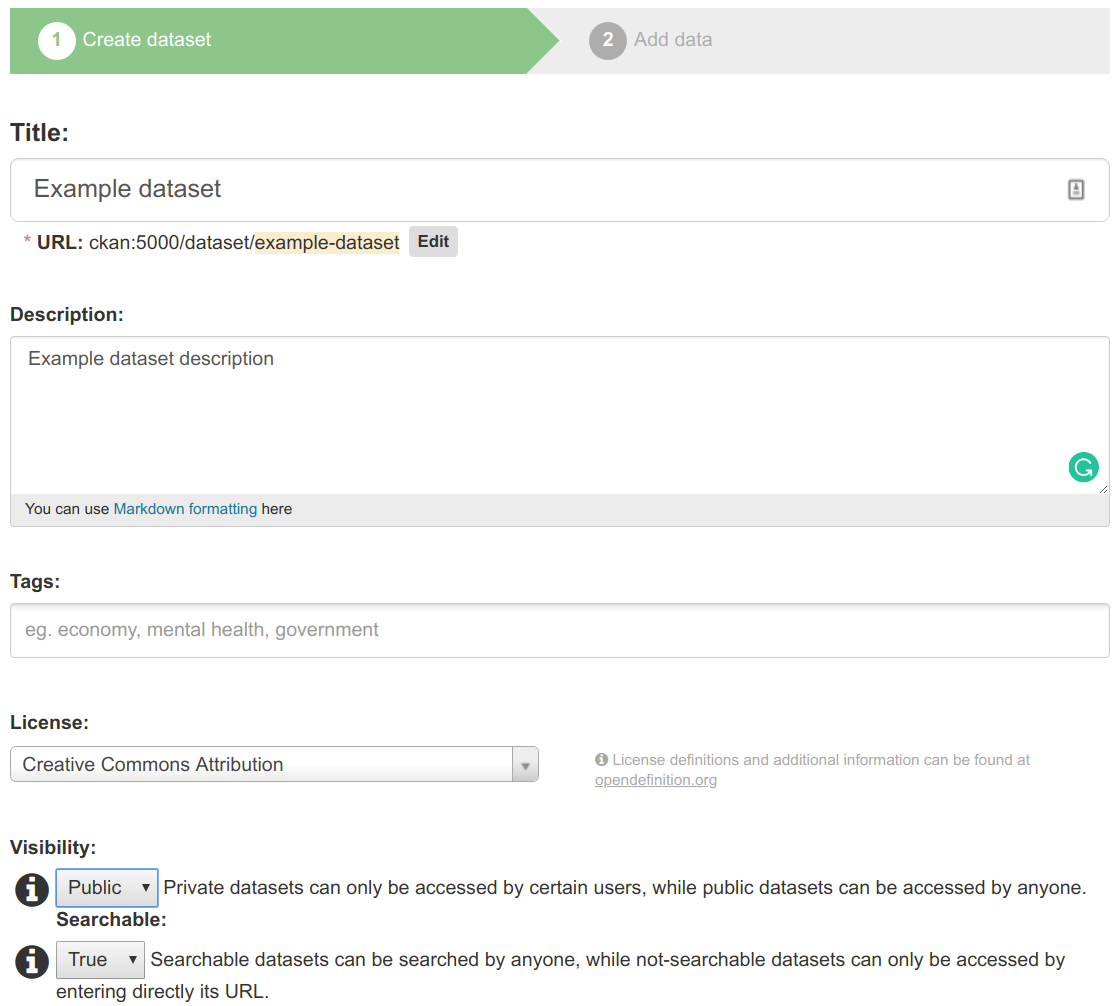 1 Create dataset 2 Add data
Title:
Example dataset
* URL: ckan:5000/dataset/example-dataset Edit
Description:
Example dataset description
You can use Markdown formatting here
Tags:
eg. economy, mental health, government
License:
Creative Commons Attribution
License definitions and additional information can be found at
opendefinition.org
Visibility:
Public Private datasets can only be accessed by certain users, while public datasets can be accessed by anyone.
Searchable:
True Searchable datasets can be searched by anyone, while not-searchable datasets can only be accessed by
entering directly its URL.